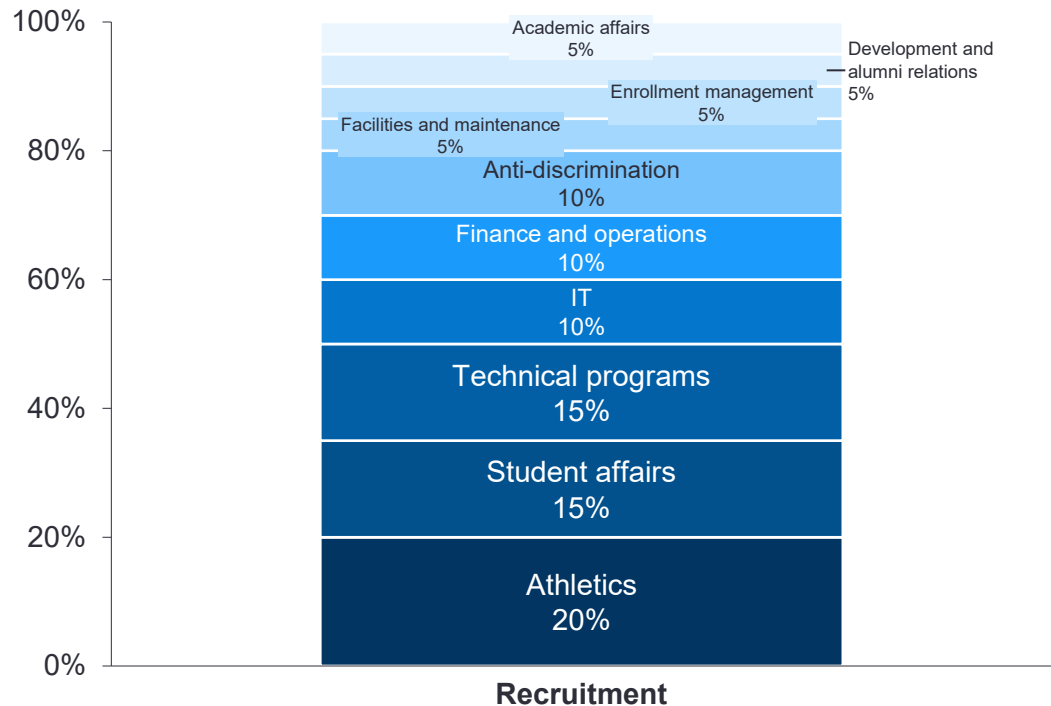 100%
80%
60%
40%
20%
0%
Academic affairs
5%
Development and
alumni relations
5%
Enrollment management
5%
Facilities and maintenance
5%
Anti-discrimination
10%
Finance and operations
10%
IT
10%
Technical programs
15%
Student affairs
15%
Athletics
20%
Recruitment